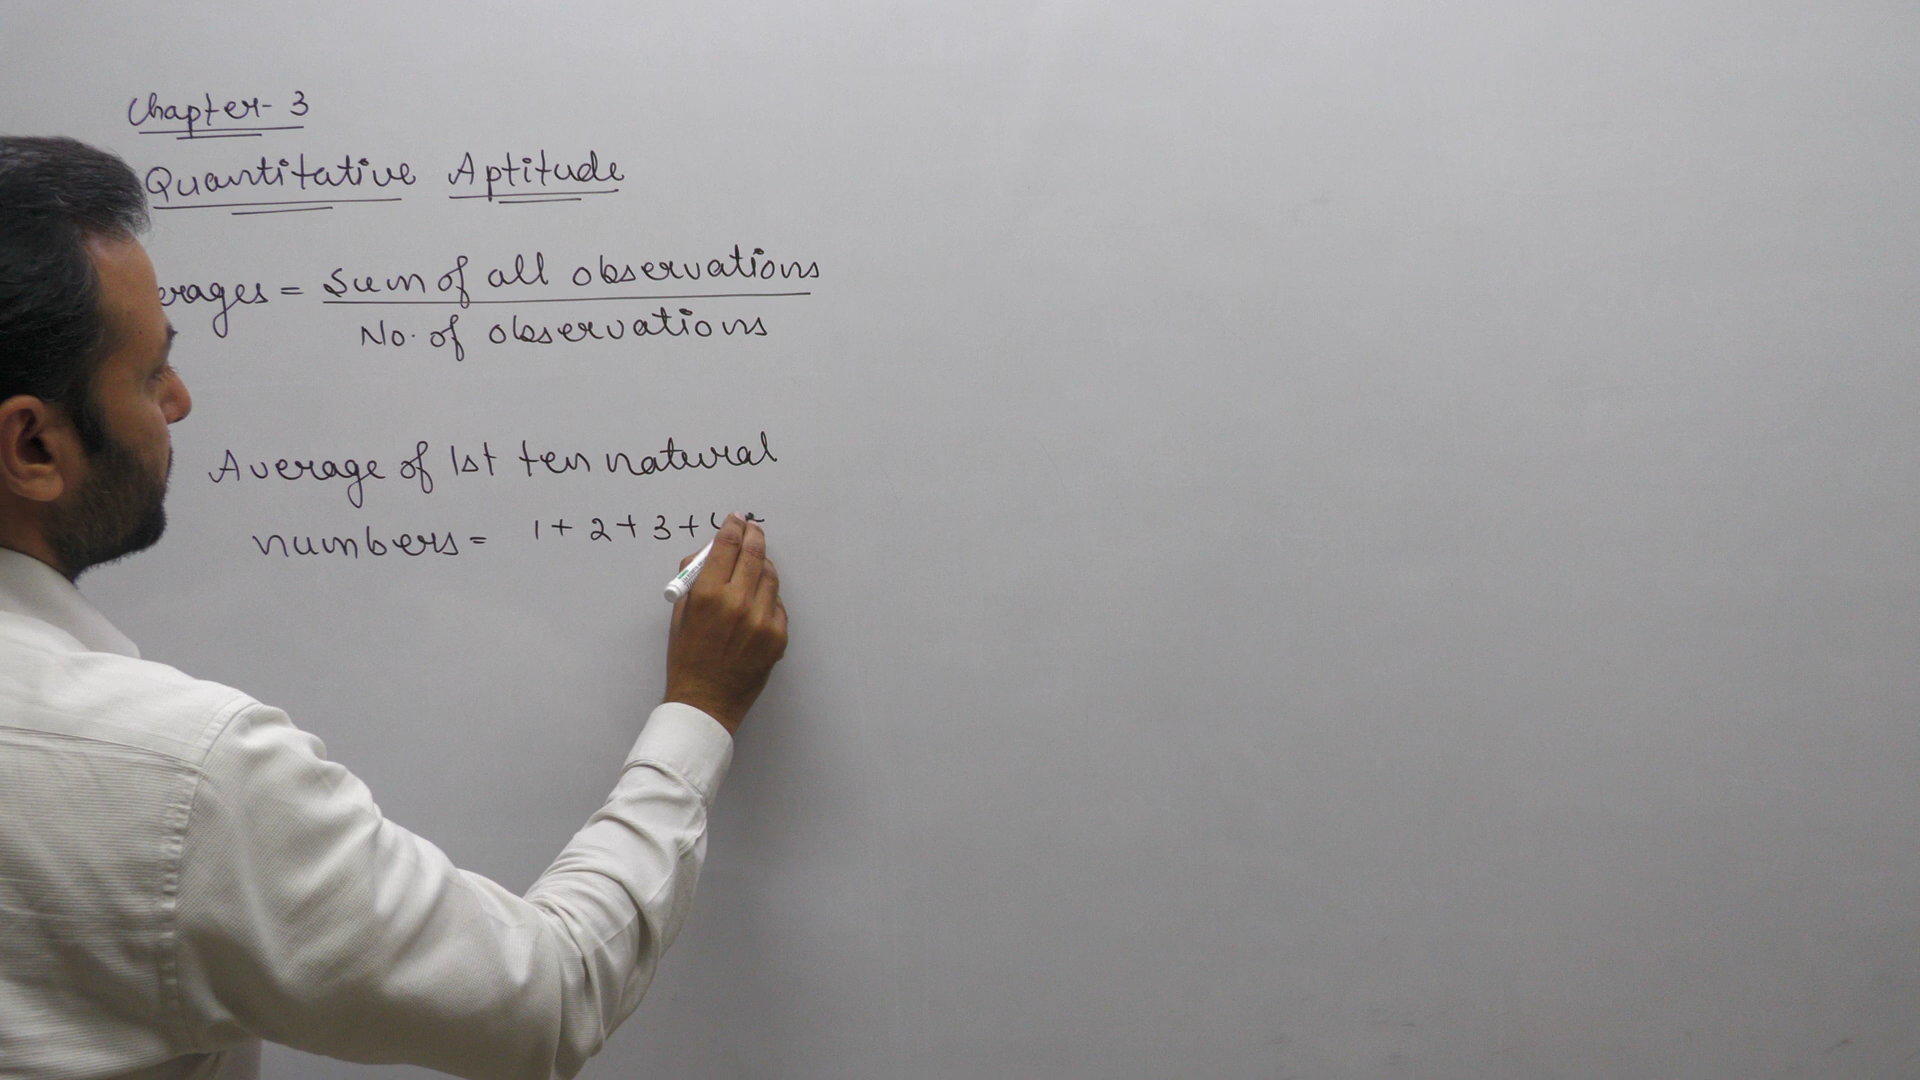 Chapter- 3
Quantitative Aptitude
erages = Sum of all observations
No. of observations
Average of 1st ten natural
numbers = 1 + 2 + 3 +